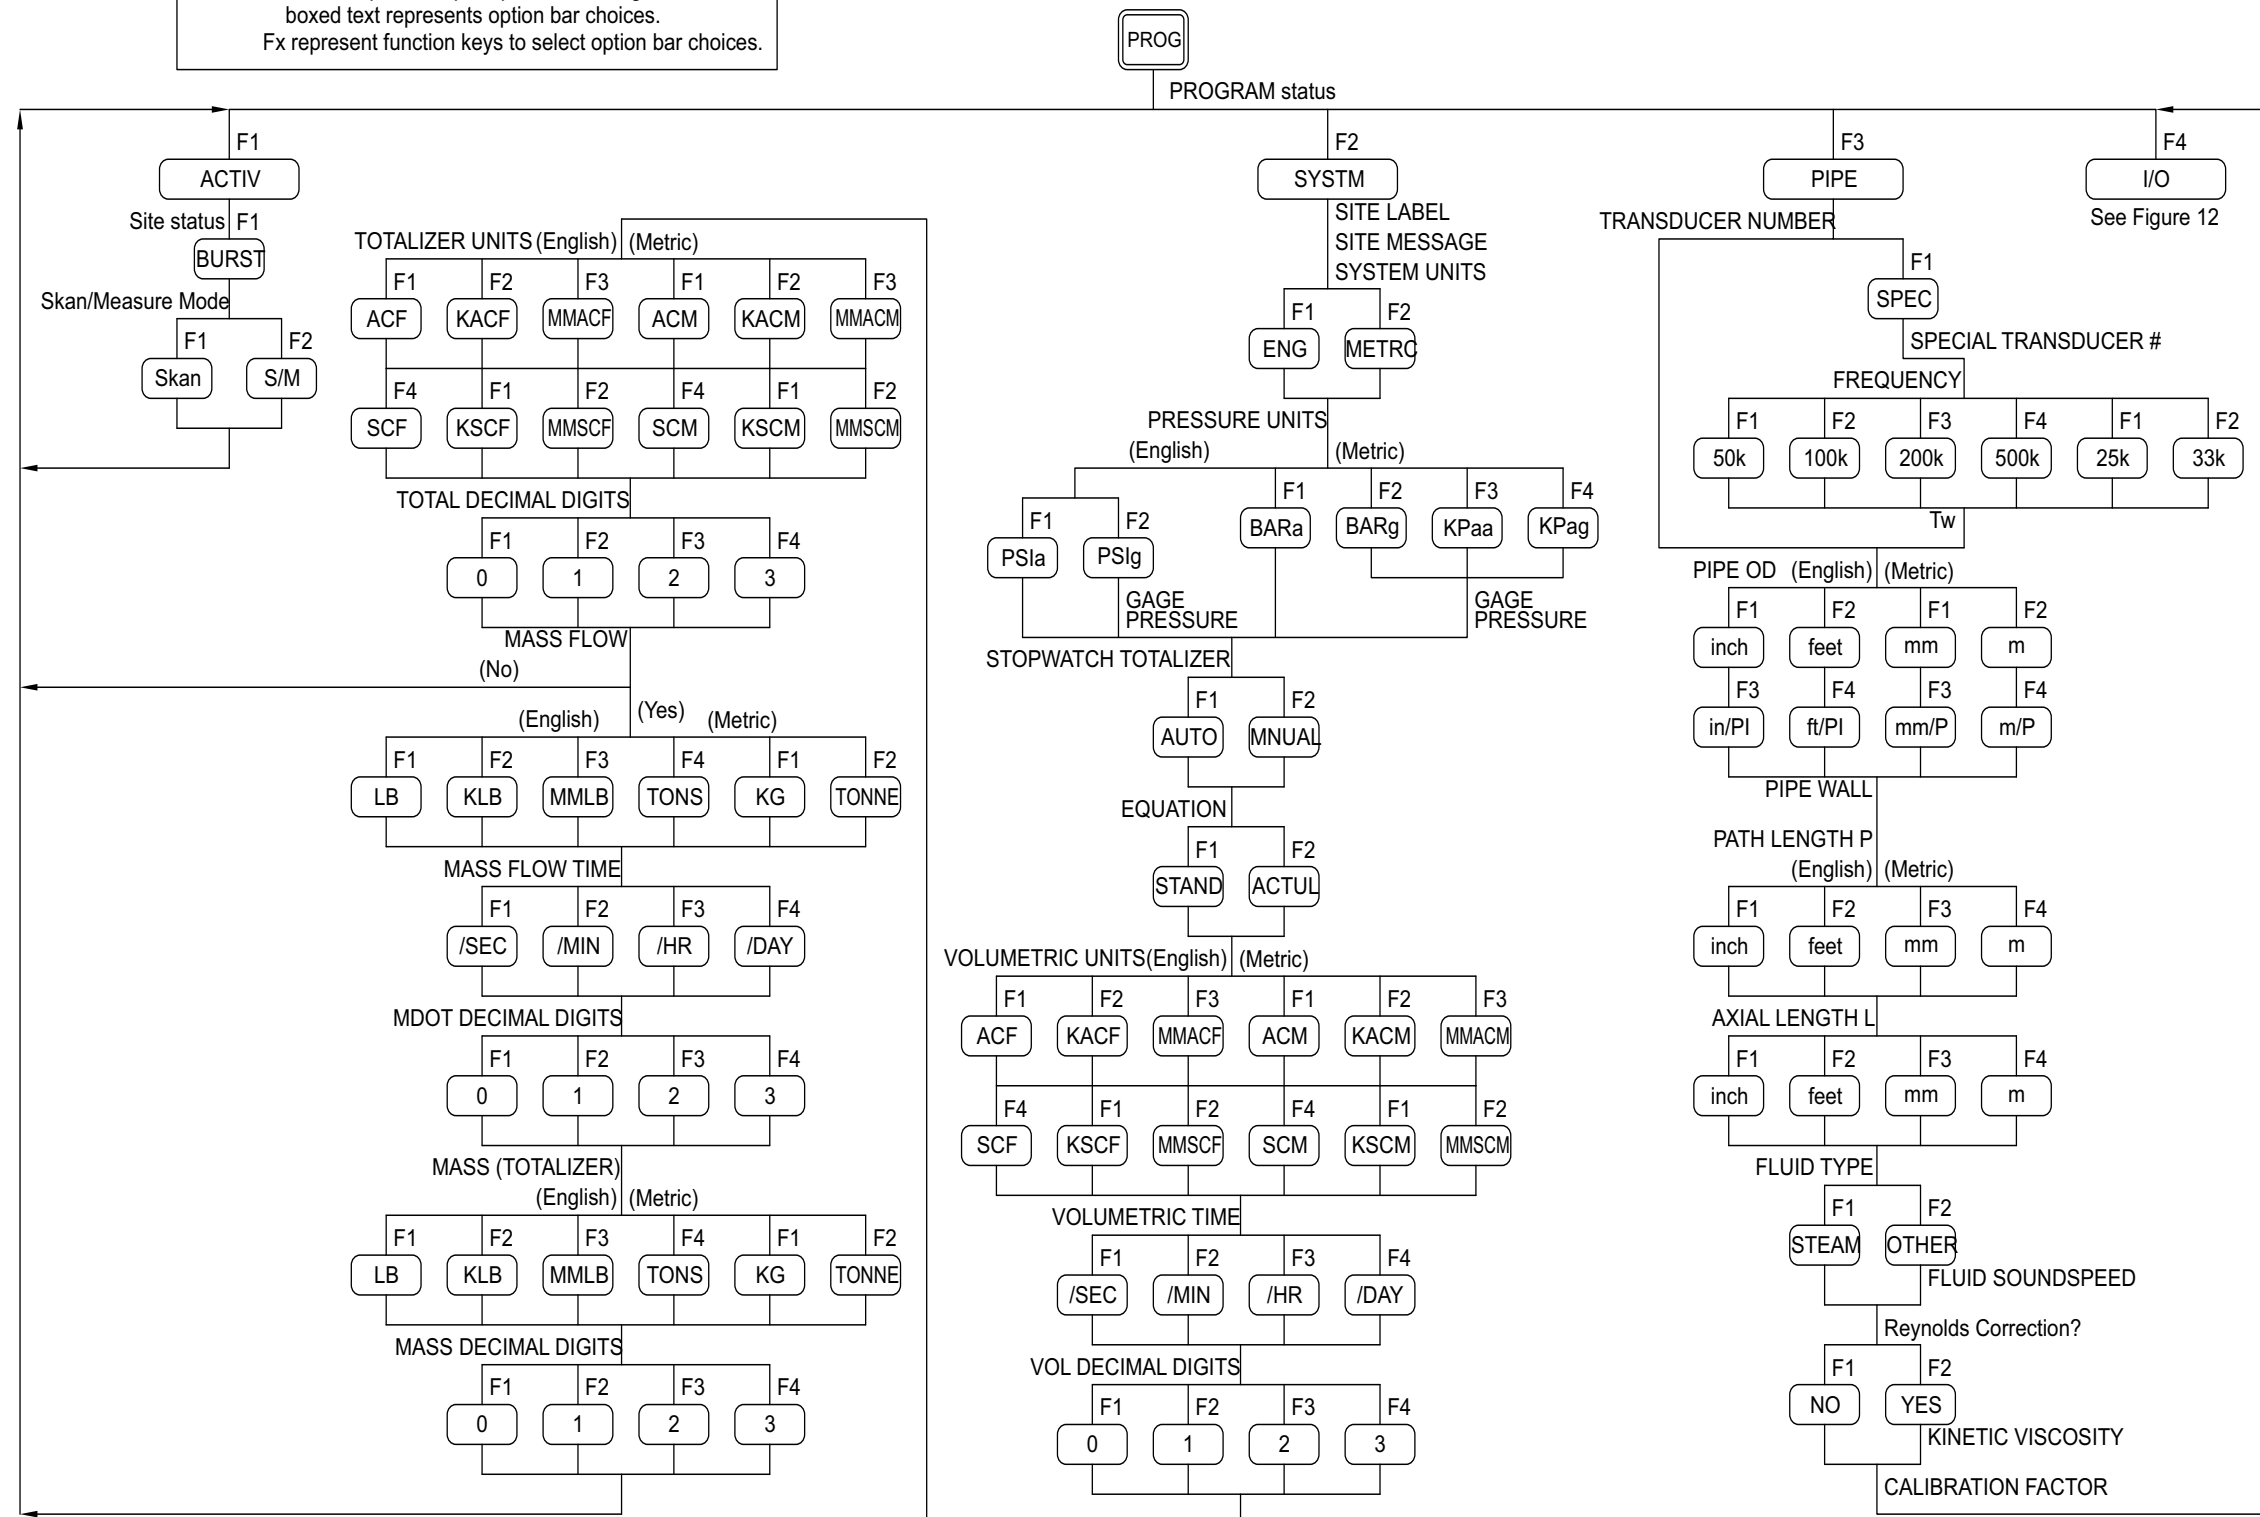 boxed text represents option bar choices.
Fx represent function keys to select option bar choices.
PROG
PROGRAM status
F1
ACTIV
Site status F1
BURST
Skan/Measure Mode
F1 F2
Skan S/M
TOTALIZER UNITS (English) (Metric)
F1 F2 F3 F1 F2 F3
ACF KACF MMACF ACM KACM MMACM
F4 F1 F2 F4 F1 F2
SCF KSCF MMSCF SCM KSCM MMSCM
TOTAL DECIMAL DIGITS
F1 F2 F3 F4
0 1 2 3
MASS FLOW
(No)
(English) (Yes) (Metric)
F1 F2 F3 F4 F1 F2
LB KLB MMLB TONS KG TONNE
MASS FLOW TIME
F1 F2 F3 F4
/SEC /MIN /HR /DAY
MDOT DECIMAL DIGITS
F1 F2 F3 F4
0 1 2 3
MASS (TOTALIZER)
(English) (Metric)
F1 F2 F3 F4 F1 F2
LB KLB MMLB TONS KG TONNE
MASS DECIMAL DIGITS
F1 F2 F3 F4
0 1 2 3
F2
SYSTM
SITE LABEL
SITE MESSAGE
SYSTEM UNITS
F1 F2
ENG METRC
PRESSURE UNITS
(English) (Metric)
F1 F2 F3 F4
BARa BARg KPaa KPag
F1 F2
PSIa PSIg
GAGE GAGE
PRESSURE PRESSURE
STOPWATCH TOTALIZER
F1 F2
AUTO MNUAL
EQUATION
F1 F2
STAND ACTUL
VOLUMETRIC UNITS(English) (Metric)
F1 F2 F3 F1 F2 F3
ACF KACF MMACF ACM KACM MMACM
F4 F1 F2 F4 F1 F2
SCF KSCF MMSCF SCM KSCM MMSCM
VOLUMETRIC TIME
F1 F2 F3 F4
/SEC /MIN /HR /DAY
VOL DECIMAL DIGITS
F1 F2 F3 F4
0 1 2 3
F3
PIPE
TRANSDUCER NUMBER
F1
SPEC
SPECIAL TRANSDUCER #
FREQUENCY
F1 F2 F3 F4 F1 F2
50k 100k 200k 500k 25k 33k
Tw
PIPE OD (English) (Metric)
F1 F2 F1 F2
inch feet mm m
F3 F4 F3 F4
in/PI ft/PI mm/P m/P
PIPE WALL
PATH LENGTH P
(English) (Metric)
F1 F2 F3 F4
inch feet mm m
AXIAL LENGTH L
F1 F2 F3 F4
inch feet mm m
FLUID TYPE
F1 F2
STEAM OTHER
FLUID SOUNDSPEED
Reynolds Correction?
F1 F2
NO YES
KINETIC VISCOSITY
CALIBRATION FACTOR
F4
I/O
See Figure 12